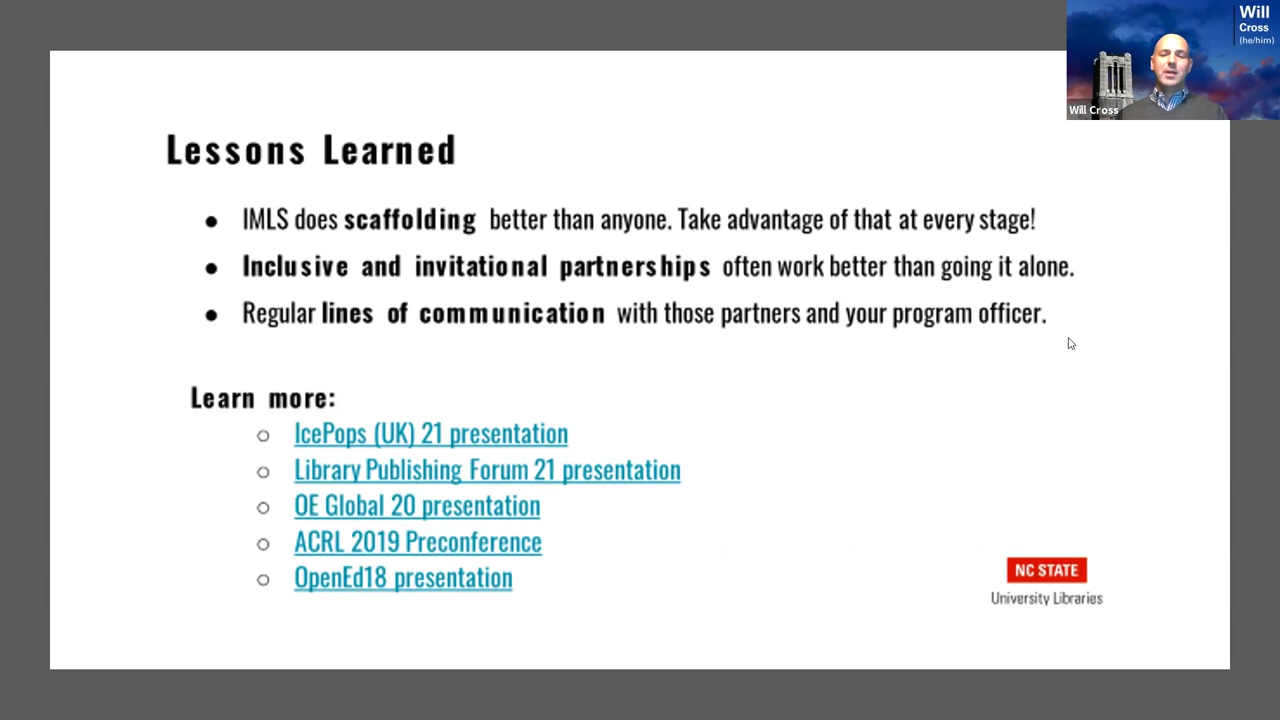 Will
Cross
(he/him)
Will Cross
Lessons Learned
● IMLS does scaffolding better than anyone. Take advantage of that at every stage!
● Inclusive and invitational partnerships often work better than going it alone.
● Regular lines of communication with those partners and your program officer.
Learn more:
○ IcePops (UK) 21 presentation
○ Library Publishing Forum 21 presentation
○ OE Global 20 presentation
○ ACRL 2019 Preconference
○ OpenEd18 presentation
NC STATE
University Libraries